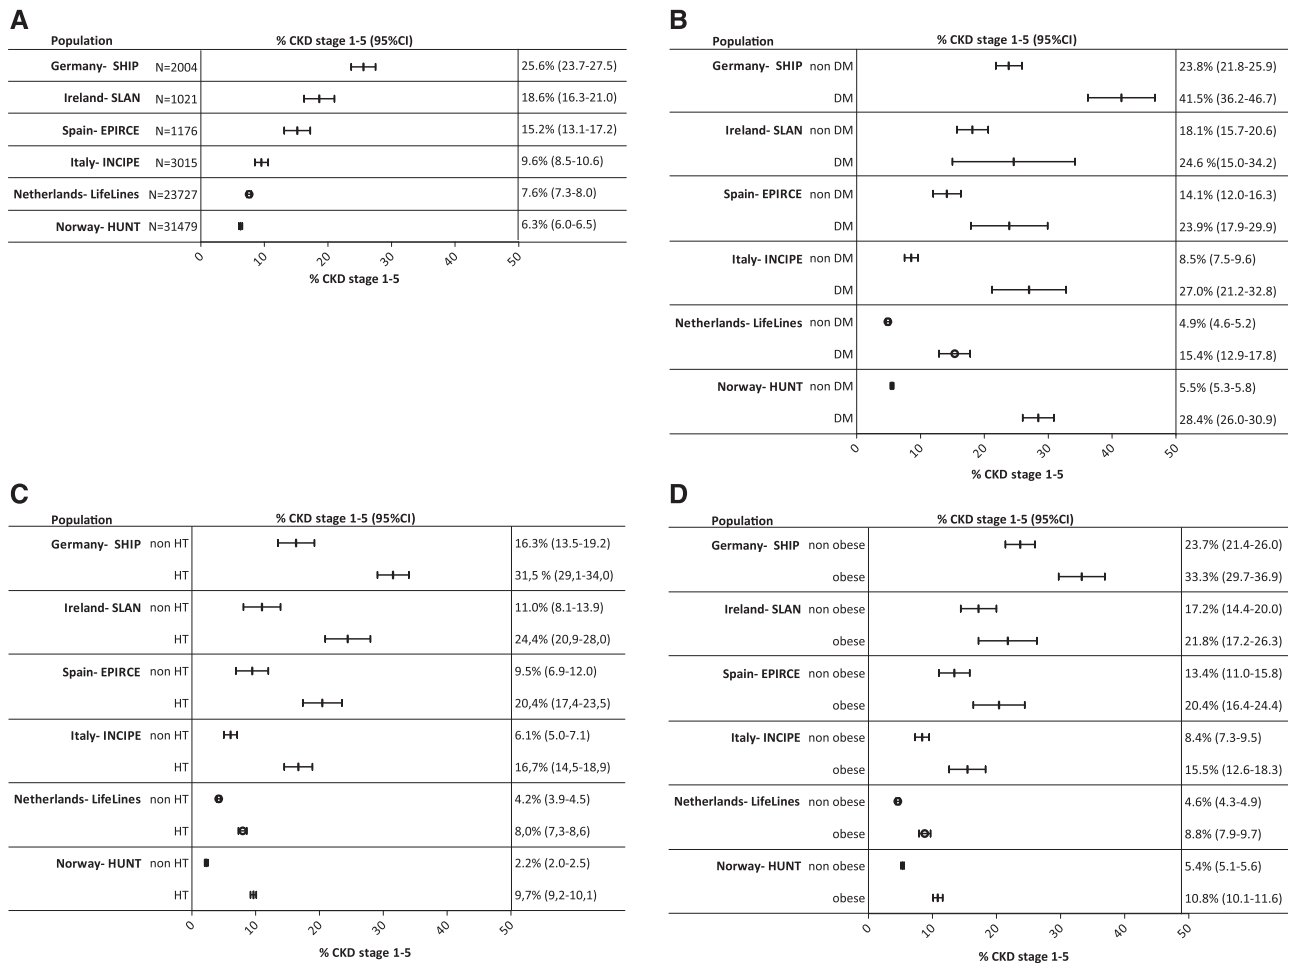 A
Population % CKD stage 1-5 (95%CI)
Germany- SHIP N=2004 25.6% (23.7-27.5)
Ireland- SLAN N=1021 18.6% (16.3-21.0)
Spain- EPIRCE N=1176 15.2% (13.1-17.2)
Italy- INCIPE N=3015 9.6% (8.5-10.6)
Netherlands- LifeLines N=23727 7.6% (7.3-8.0)
Norway- HUNT N=31479 6.3% (6.0-6.5)
0 10 20 30 40 50
% CKD stage 1-5
B
Population % CKD stage 1-5 (95%CI)
Germany- SHIP non DM 23.8% (21.8-25.9)
DM 41.5% (36.2-46.7)
Ireland- SLAN non DM 18.1% (15.7-20.6)
DM 24.6 %(15.0-34.2)
Spain- EPIRCE non DM 14.1% (12.0-16.3)
DM 23.9% (17.9-29.9)
Italy- INCIPE non DM 8.5% (7.5-9.6)
DM 27.0% (21.2-32.8)
Netherlands- LifeLines non DM 4.9% (4.6-5.2)
DM 15.4% (12.9-17.8)
Norway- HUNT non DM 5.5% (5.3-5.8)
DM 28.4% (26.0-30.9)
0 10 20 30 40 50
% CKD stage 1-5
C
Population % CKD stage 1-5 (95%CI)
Germany- SHIP non HT 16.3% (13.5-19.2)
HT 31,5 % (29,1-34,0)
Ireland- SLAN non HT 11.0% (8.1-13.9)
HT 24,4% (20,9-28,0)
Spain- EPIRCE non HT 9.5% (6.9-12.0)
HT 20,4% (17,4-23,5)
Italy- INCIPE non HT 6.1% (5.0-7.1)
HT 16,7% (14,5-18,9)
Netherlands- LifeLines non HT 4.2% (3.9-4.5)
HT 8,0% (7,3-8,6)
Norway- HUNT non HT 2.2% (2.0-2.5)
HT 9,7% (9,2-10,1)
0 10 20 30 40 50
% CKD stage 1-5
D
Population % CKD stage 1-5 (95%CI)
Germany- SHIP non obese 23.7% (21.4-26.0)
obese 33.3% (29.7-36.9)
Ireland- SLAN non obese 17.2% (14.4-20.0)
obese 21.8% (17.2-26.3)
Spain- EPIRCE non obese 13.4% (11.0-15.8)
obese 20.4% (16.4-24.4)
Italy- INCIPE non obese 8.4% (7.3-9.5)
obese 15.5% (12.6-18.3)
Netherlands- LifeLines non obese 4.6% (4.3-4.9)
obese 8.8% (7.9-9.7)
Norway- HUNT non obese 5.4% (5.1-5.6)
obese 10.8% (10.1-11.6)
0 10 20 30 40 50
% CKD stage 1-5